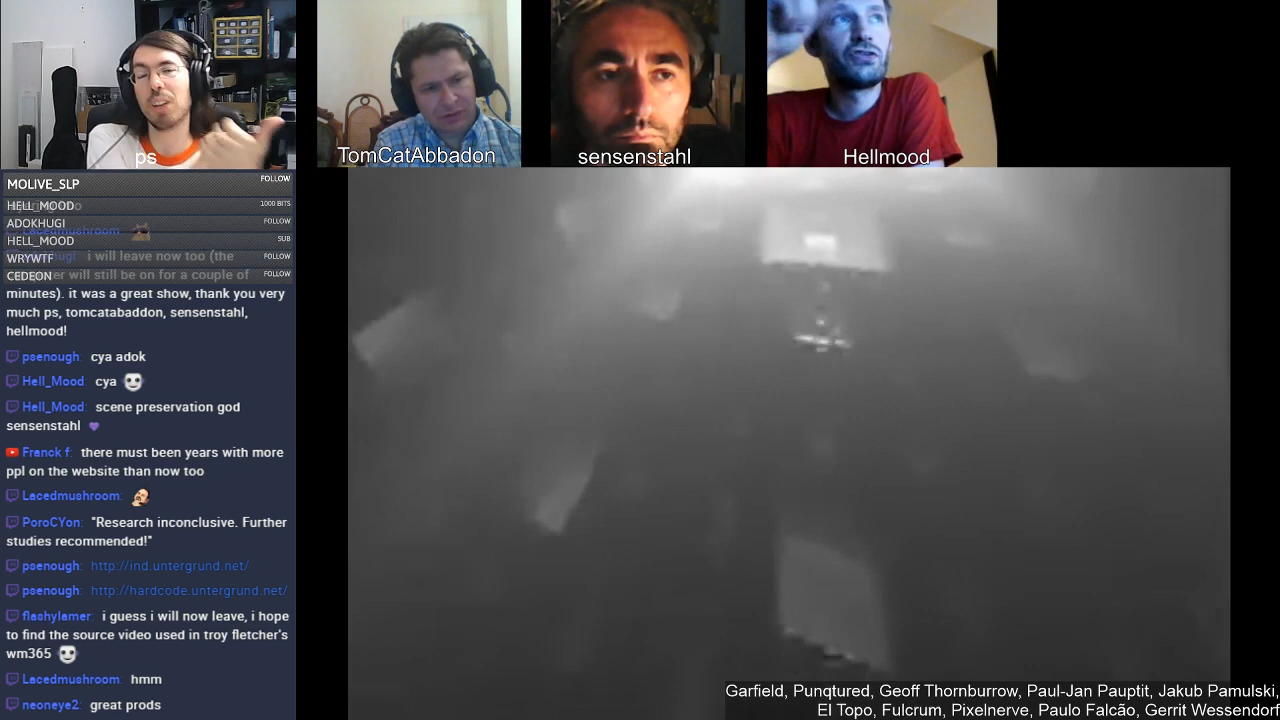 ps
TomCatAbbadon
sensenstahl
Hellmood
MOLIVE_SLP FOLLOW
HELL_MOOD 1000 BITS
ADOKHUGI FOLLOW
Lacedmushroom
HELL_MOOD SUB
i will leave now too (the
WRYWTF FOLLOW
will still be on for a couple of
CEDEON FOLLOW
minutes). it was a great show, thank you very
much ps, tomcatabaddon, sensenstahl,
hellmood!
psenough: cya adok
Hell_Mood: cya
Hell_Mood: scene preservation god
sensenstahl
Franck f: there must been years with more
ppl on the website than now too
Lacedmushroom:
PoroCYon: "Research inconclusive. Further
studies recommended!"
psenough: http://ind.untergrund.net/
psenough: http://hardcode.untergrund.net/
flashylamer: i guess i will now leave, i hope
to find the source video used in troy fletcher's
wm365
Lacedmushroom: hmm
neoneye2: great prods
Garfield, Punqtured, Geoff Thornburrow, Paul-Jan Pauptit, Jakub Pamulski,
El Topo, Fulcrum, Pixelnerve, Paulo Falcão, Gerrit Wessendorf